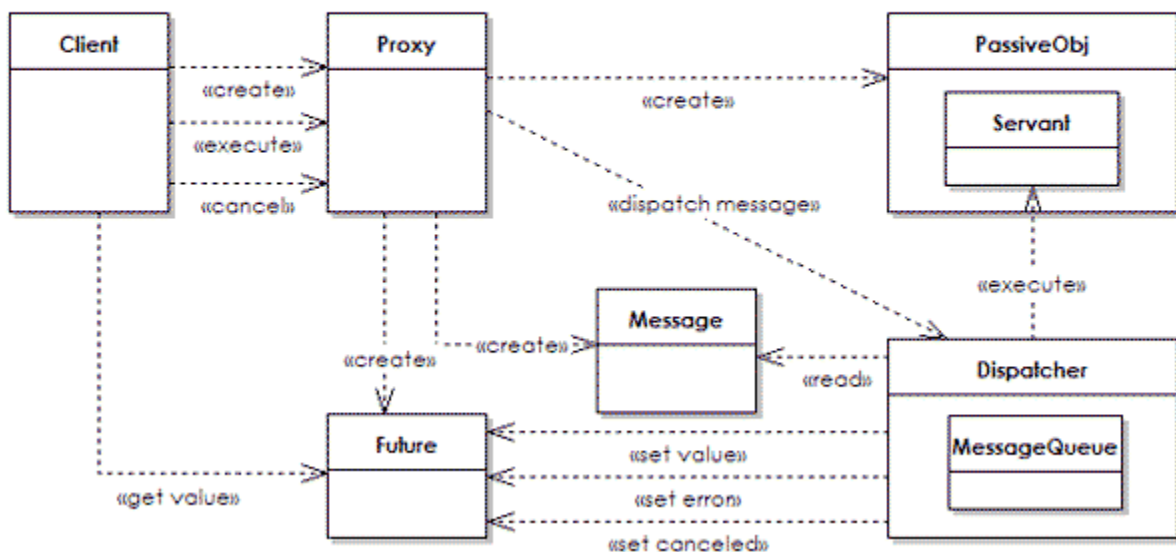 Client
Proxy
PassiveObj
«create»
«create»
Servant
«execute»
«cancel»
«dispatch message»
«execute»
Message
«create»
«create»
«read»
Dispatcher
Future
MessageQueue
«set value»
«get value»
«set erron»
«set canceled»